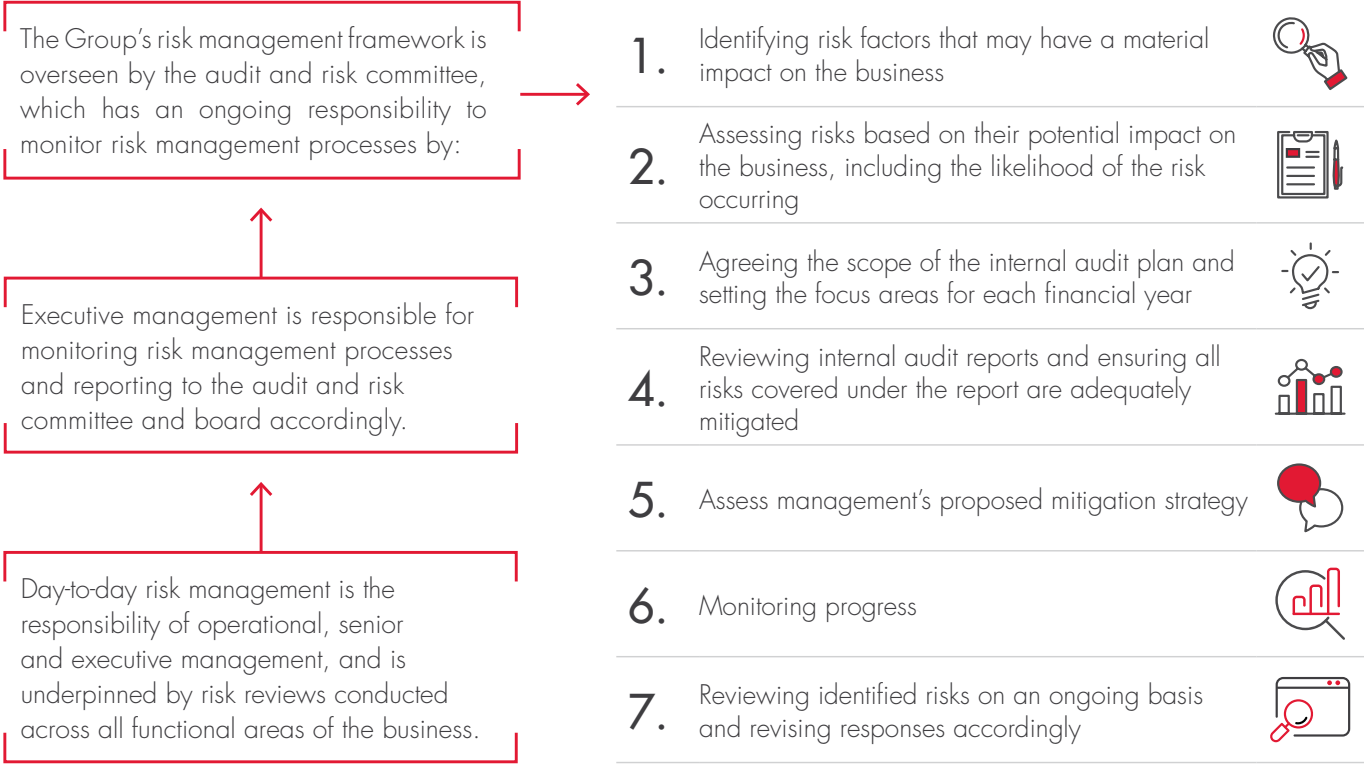 The Group's risk management framework is
overseen by the audit and risk committee,
which has an ongoing responsibility to
monitor risk management processes by:
Executive management is responsible for
monitoring risk management processes
and reporting to the audit and risk
committee and board accordingly.
Day-to-day risk management is the
responsibility of operational, senior
and executive management, and is
underpinned by risk reviews conducted
across all functional areas of the business.
1. Identifying risk factors that may have a material
impact on the business
2. Assessing risks based on their potential impact on
the business, including the likelihood of the risk
occurring
3. Agreeing the scope of the internal audit plan and
setting the focus areas for each financial year
4. Reviewing internal audit reports and ensuring all
risks covered under the report are adequately
mitigated
5. Assess management's proposed mitigation strategy
6. Monitoring progress
7. Reviewing identified risks on an ongoing basis
and revising responses accordingly